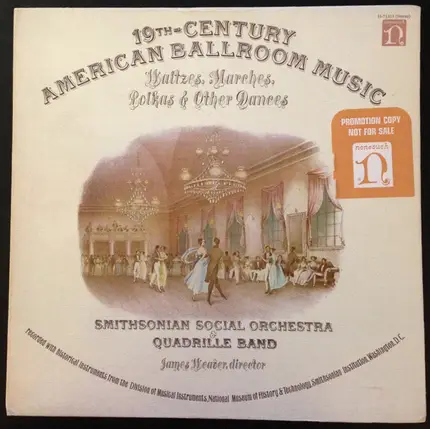 19TH-CENTURY
AMERICAN BALLROOM MUSIC
Waltzes, Marches,
Polkas & Other Dances
nonesuch
n
PROMOTION COPY
NOT FOR SALE
nonesuch
n
SMITHSONIAN SOCIAL ORCHESTRA
&
QUADRILLE BAND
James Weaver, director
recorded with historical instruments from the Division of Musical Instruments, National Museum of History & Technology, Smithsonian Institution, Washington, D.C.